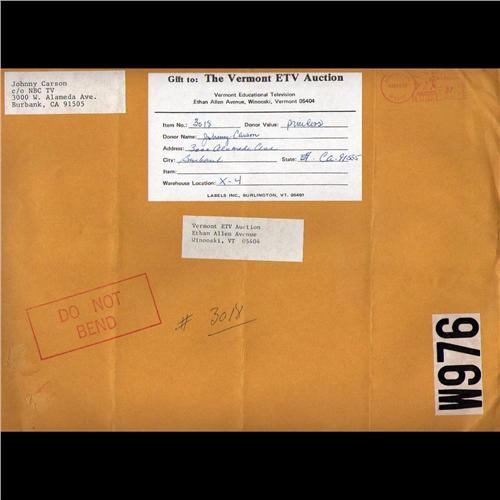 Johnny Carson
c/o NBC TV
3000 W. Alameda Ave.
Burbank, CA 91505
Gift to: The Vermont ETV Auction
Vermont Educational Television
Ethan Allen Avenue, Winooski, Vermont 05404
Item No.: 3018 Donor Value: priceless
Donor Name: Johnny Carson
Address: 3000 Alameda Ave
City: Burbank State: CA. 91505
Item:
Warehouse Location: X-4
LABELS INC., BURLINGTON, VT. 05401
Vermont ETV Auction
Ethan Allen Avenue
Winooski, VT 05404
DO NOT
BEND
# 3018
M976